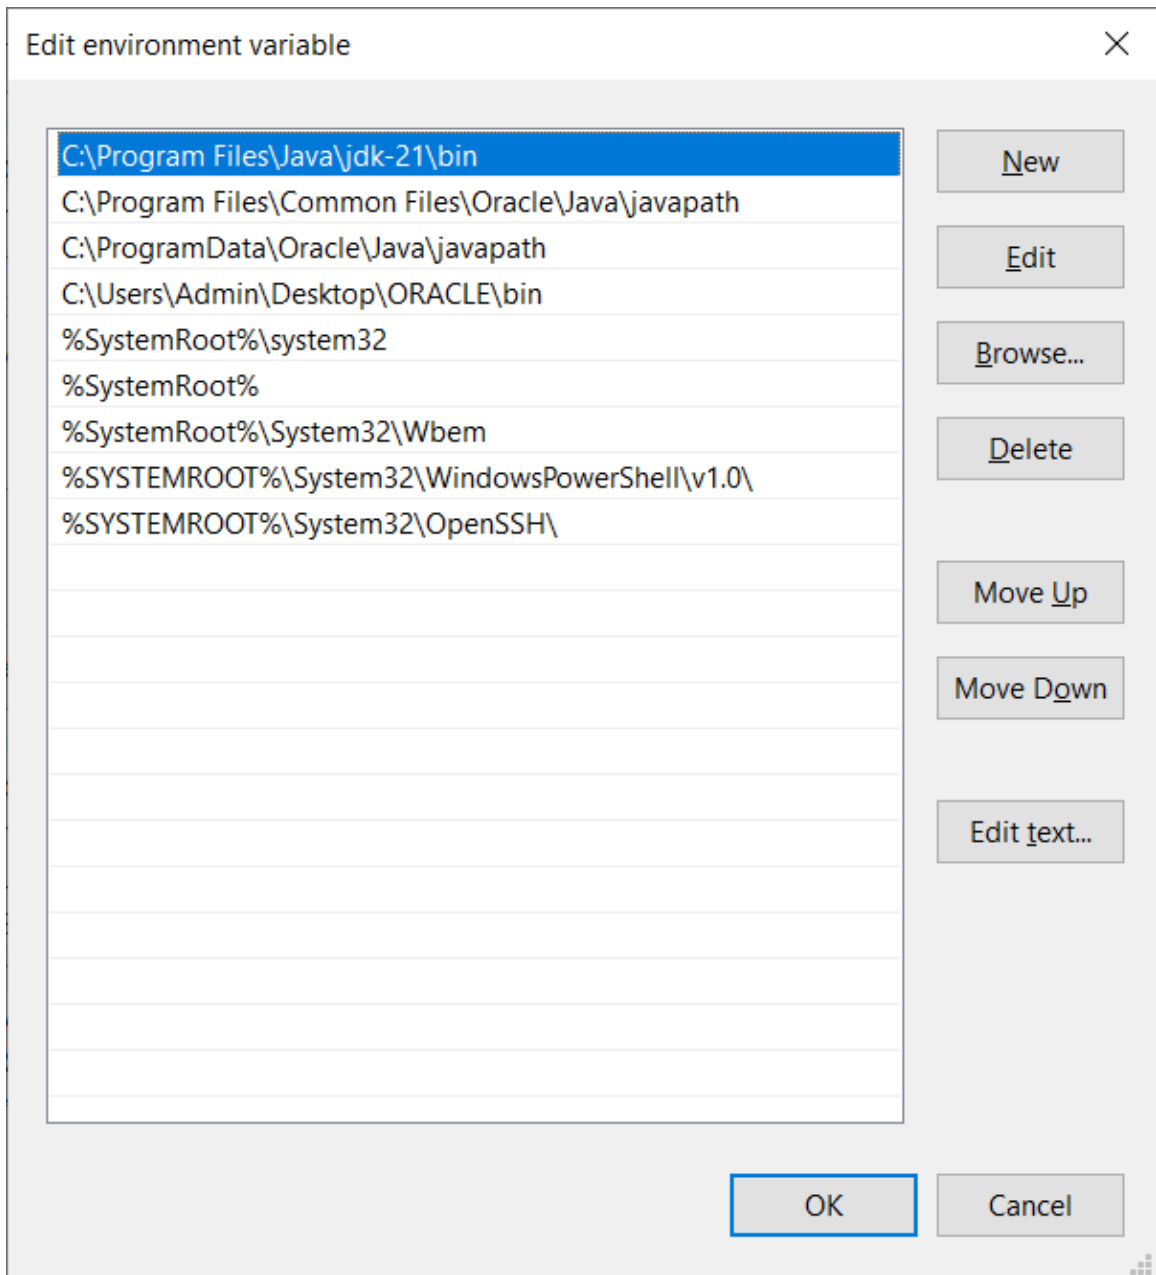 Edit environment variable
C:\Program Files\Java\jdk-21\bin
C:\Program Files\Common Files\Oracle\Java\javapath
C:\ProgramData\Oracle\Java\javapath
C:\Users\Admin\Desktop\ORACLE\bin
%SystemRoot%\system32
%SystemRoot%
%SystemRoot%\System32\Wbem
%SYSTEMROOT%\System32\WindowsPowerShell\v1.0\
%SYSTEMROOT%\System32\OpenSSH\
New
Edit
Browse...
Delete
Move Up
Move Down
Edit text...
OK
Cancel